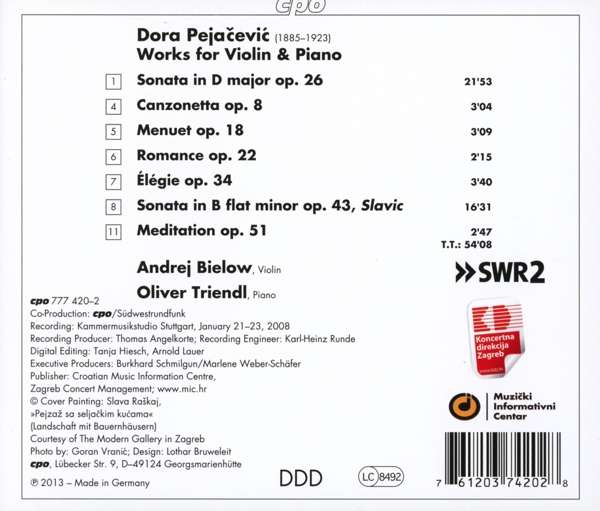 cpo
Dora Pejačević (1885–1923)
Works for Violin & Piano
1 Sonata in D major op. 26 21'53
4 Canzonetta op. 8 3'04
5 Menuet op. 18 3'09
6 Romance op. 22 2'15
7 Élégie op. 34 3'40
8 Sonata in B flat minor op. 43, Slavic 16'31
11 Meditation op. 51 2'47
T.T.: 54'08
Andrej Bielow, Violin
Oliver Triendl, Piano
SWR2
cpo 777 420–2
Co-Production: cpo/Südwestrundfunk
Recording: Kammermusikstudio Stuttgart, January 21–23, 2008
Recording Producer: Thomas Angelkorte; Recording Engineer: Karl-Heinz Runde
Digital Editing: Tanja Hiesch, Arnold Lauer
Executive Producers: Burkhard Schmilgun/Marlene Weber-Schäfer
Publisher: Croatian Music Information Centre,
Zagreb Concert Management; www.mic.hr
© Cover Painting: Slava Raškaj,
»Pejzaž sa seljačkim kućama«
(Landschaft mit Bauernhäusern)
Courtesy of The Modern Gallery in Zagreb
Photo by: Goran Vranič; Design: Lothar Bruweleit
cpo, Lübecker Str. 9, D–49124 Georgsmarienhütte
℗ 2013 – Made in Germany
Koncertna
direkcija
Zagreb
Muzički
Informativni
Centar
DDD
LC 8492
7 61203 74202 8